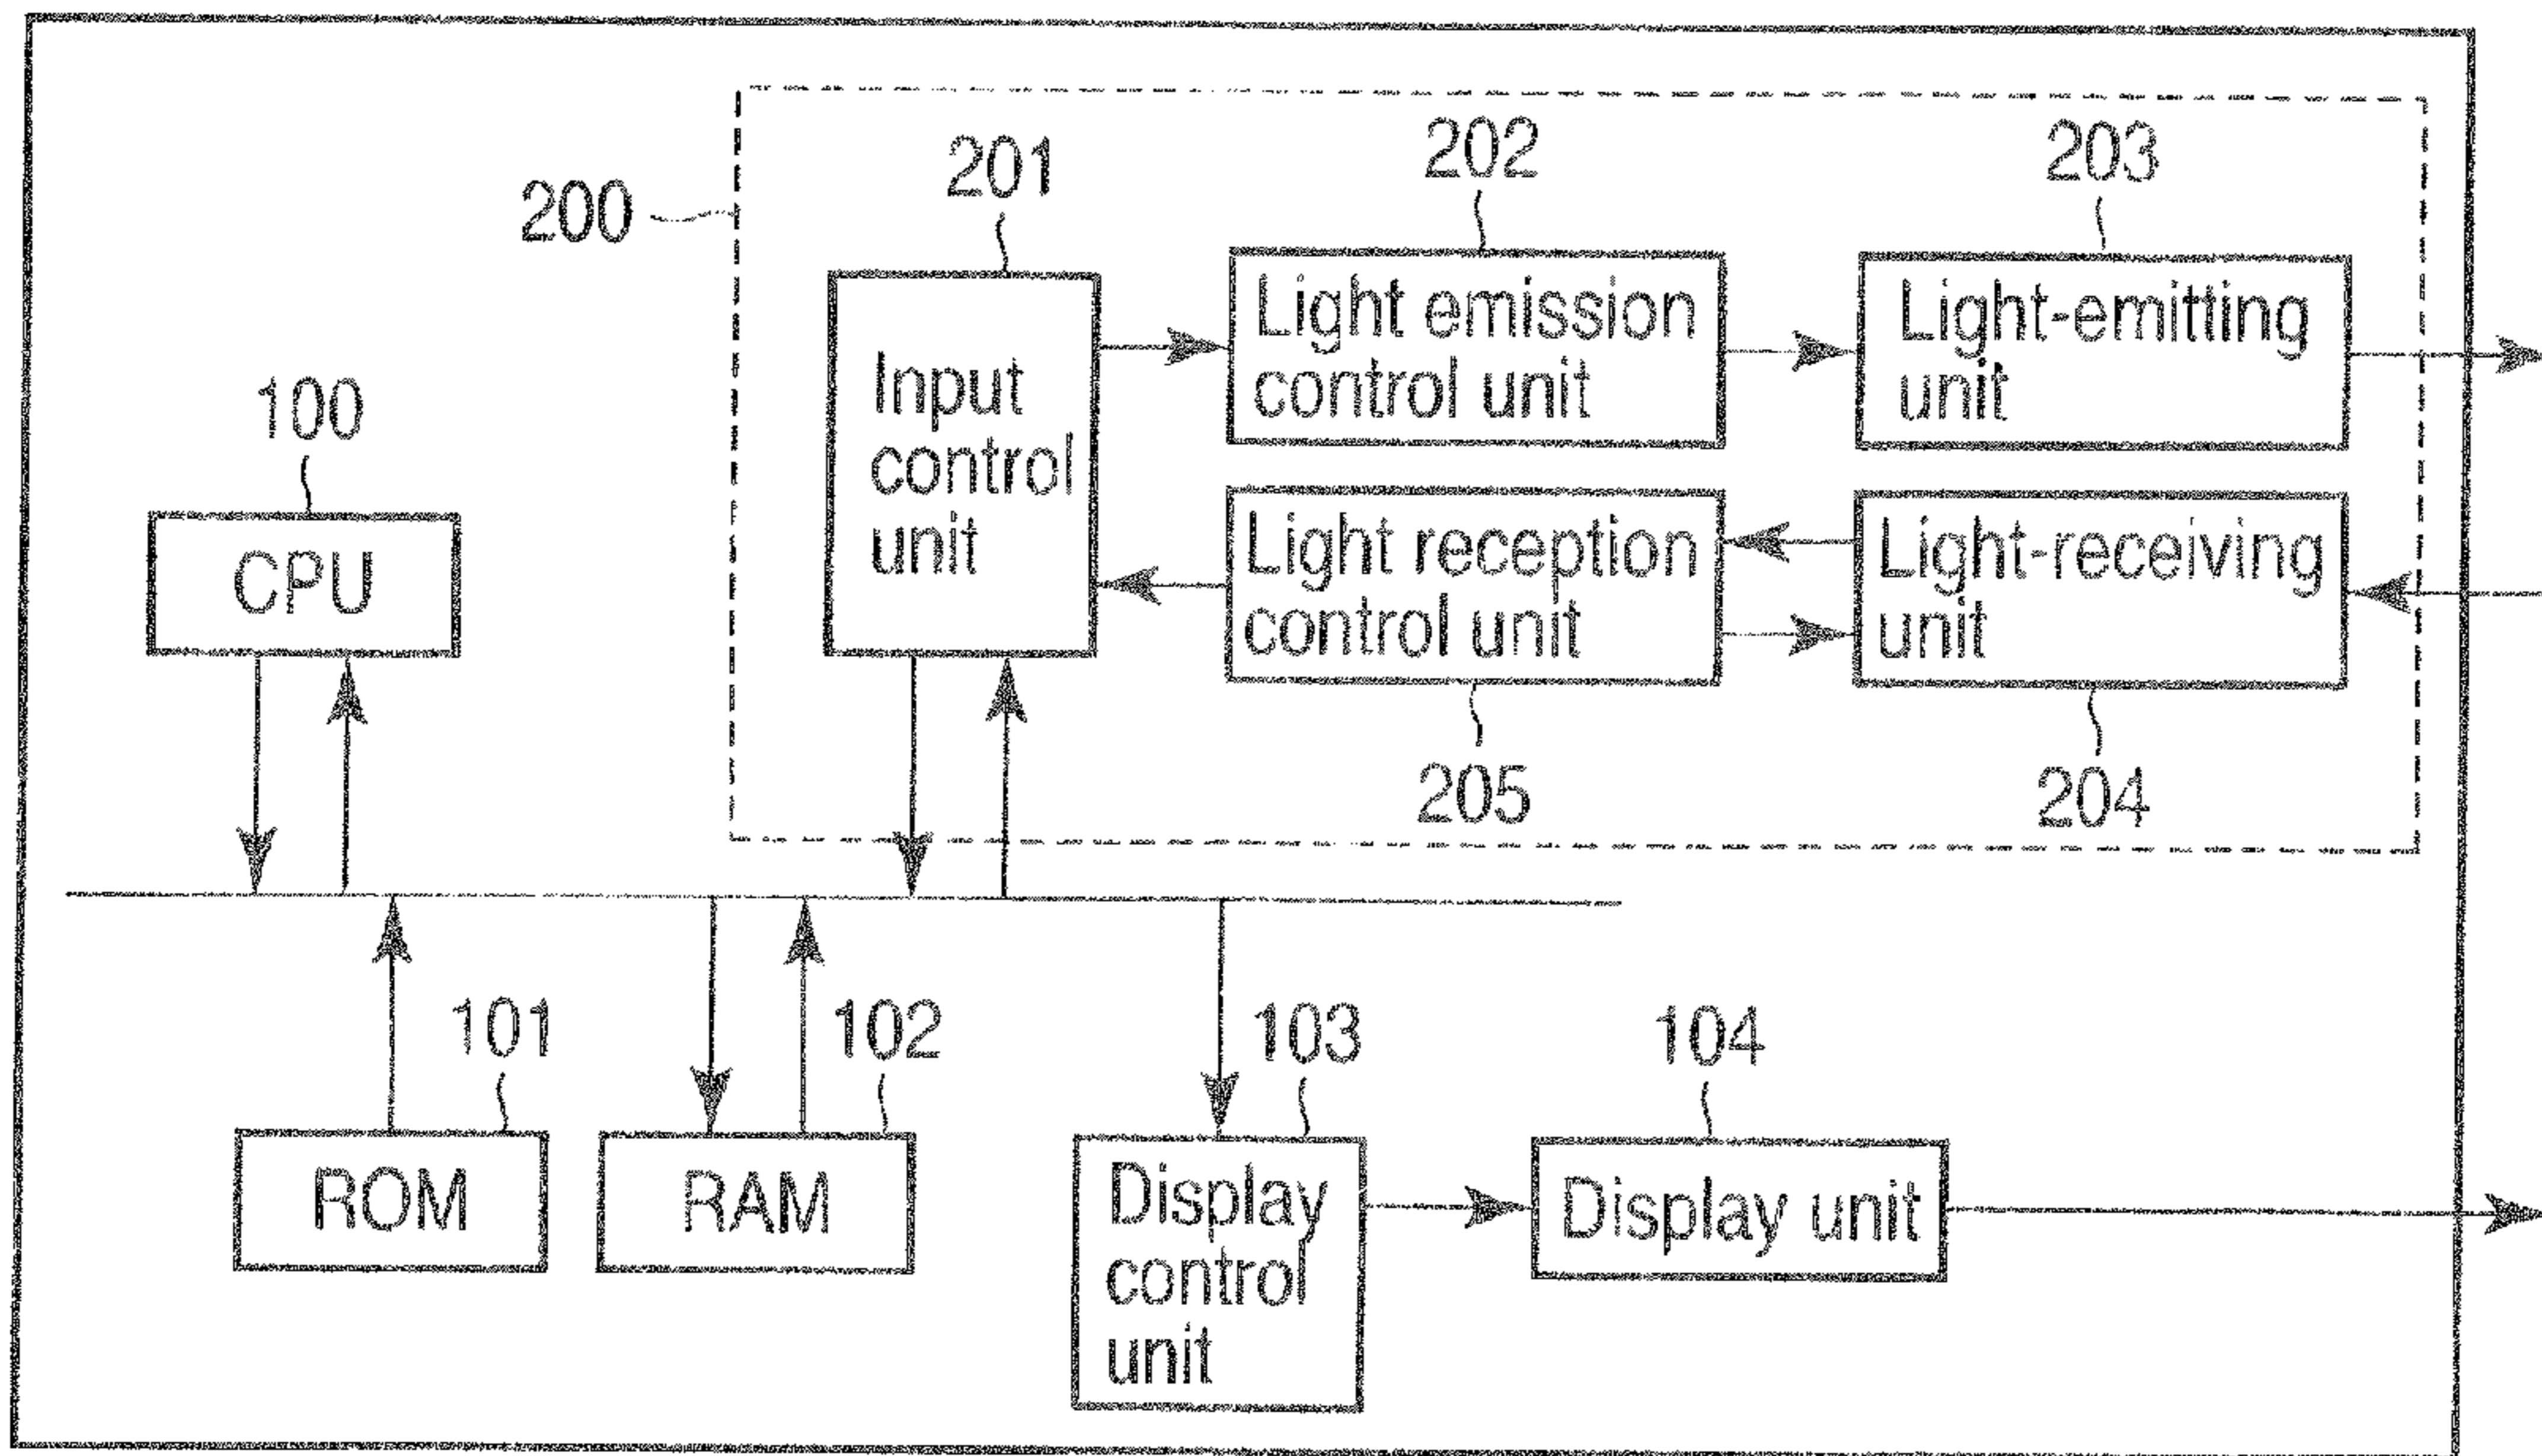 200
201
Input
control
unit
202
Light emission
control unit
203
Light-emitting
unit
Light reception
control unit
205
Light-receiving
unit
204
100
CPU
101
ROM
102
RAM
103
Display
control
unit
104
Display unit